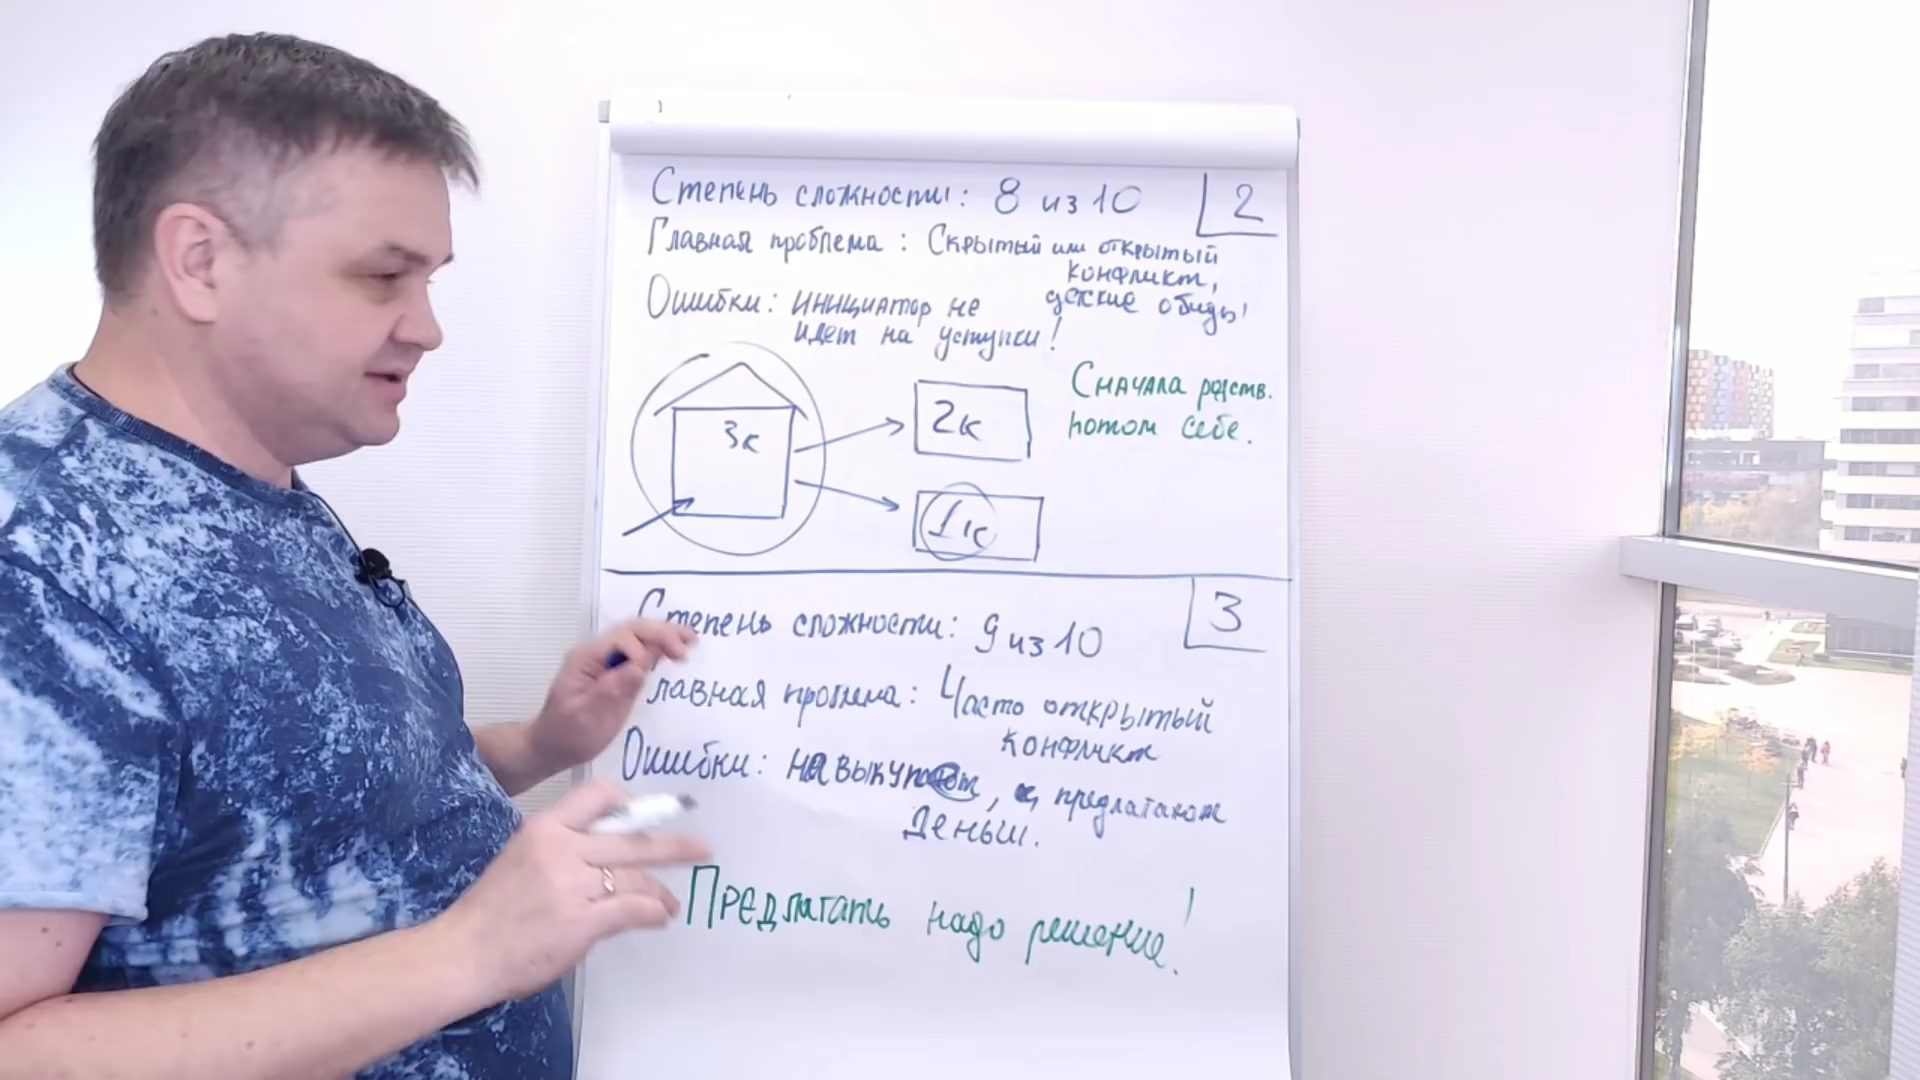 Степень сложности: 8 из 10
2
Главная проблема: Скрытый или открытый
конфликт,
детские обиды!
Ошибки: инициатор не
идет на уступки!
3к
2к
1к
Сначала родств.
потом себе.
Степень сложности: 9 из 10
3
Главная проблема: Часто открытый
конфликт
Ошибки: выкуп, предлагают
Деньги.
Предлагать надо решение!